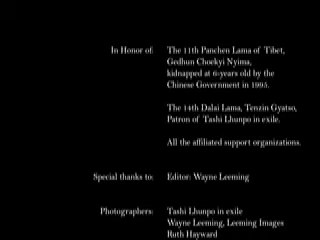 In Honor of: The 11th Panchen Lama of Tibet,
Gedhun Choekyi Nyima,
kidnapped at 6-years old by the
Chinese Government in 1995.
The 14th Dalai Lama, Tenzin Gyatso,
Patron of Tashi Lhunpo in exile.
All the affiliated support organizations.
Special thanks to: Editor: Wayne Leeming
Photographers: Tashi Lhunpo in exile
Wayne Leeming, Leeming Images
Ruth Hayward